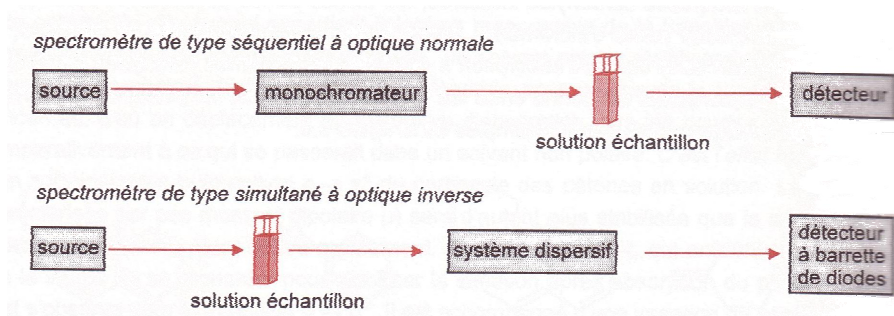 spectromètre de type séquentiel à optique normale
source
monochromateur
détecteur
solution échantillon
spectromètre de type simultané à optique inverse
source
système dispersif
détecteur
à barrette
de diodes
solution échantillon